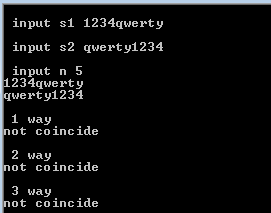 input s1 1234qwerty
input s2 qwerty1234
input n 5
1234qwerty
qwerty1234
1 way
not coincide
2 way
not coincide
3 way
not coincide